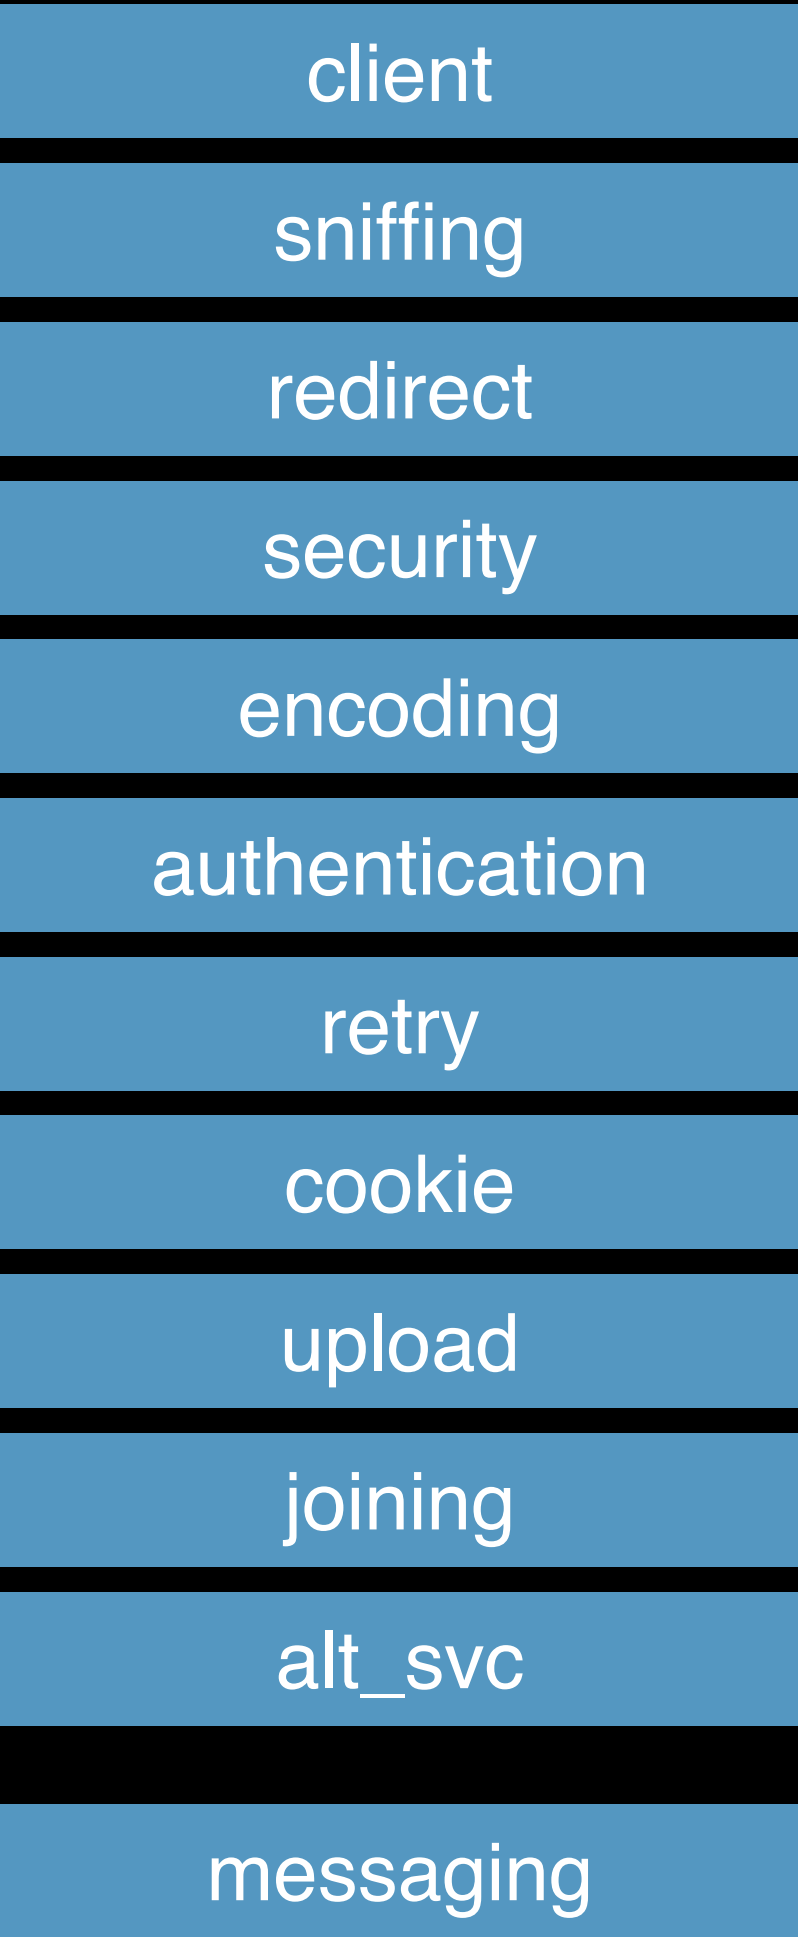 client
sniffing
redirect
security
encoding
authentication
retry
cookie
upload
joining
alt_svc
messaging